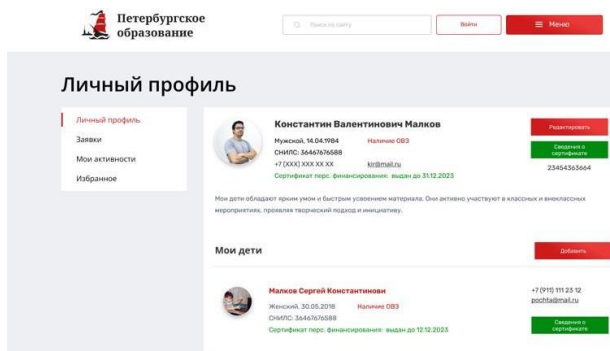 Петербургское
образование
Поиск по сайту
Войти
Меню
Личный профиль
Личный профиль
Заявки
Мои активности
Избранное
Константин Валентинович Малков
Мужской, 14.04.1984 Наличие ОВЗ
СНИЛС: 36467676588
+7 (XXX) XXX XX XX kir@mail.ru
Сертификат перс. финансирования: выдан до 31.12.2023
Редактировать
Сведения о
сертификате
23454363664
Мои дети обладают ярким умом и быстрым усвоением материала. Они активно участвуют в классных и внеклассных
мероприятиях, проявляя творческий подход и инициативу.
Мои дети
Добавить
Малков Сергей Константинови
Женский, 30.05.2018 Наличие ОВЗ
СНИЛС: 36467676588
Сертификат перс. финансирования: выдан до 12.12.2023
+7 (911) 111 23 12
pochta@mail.ru
Сведения о
сертификате